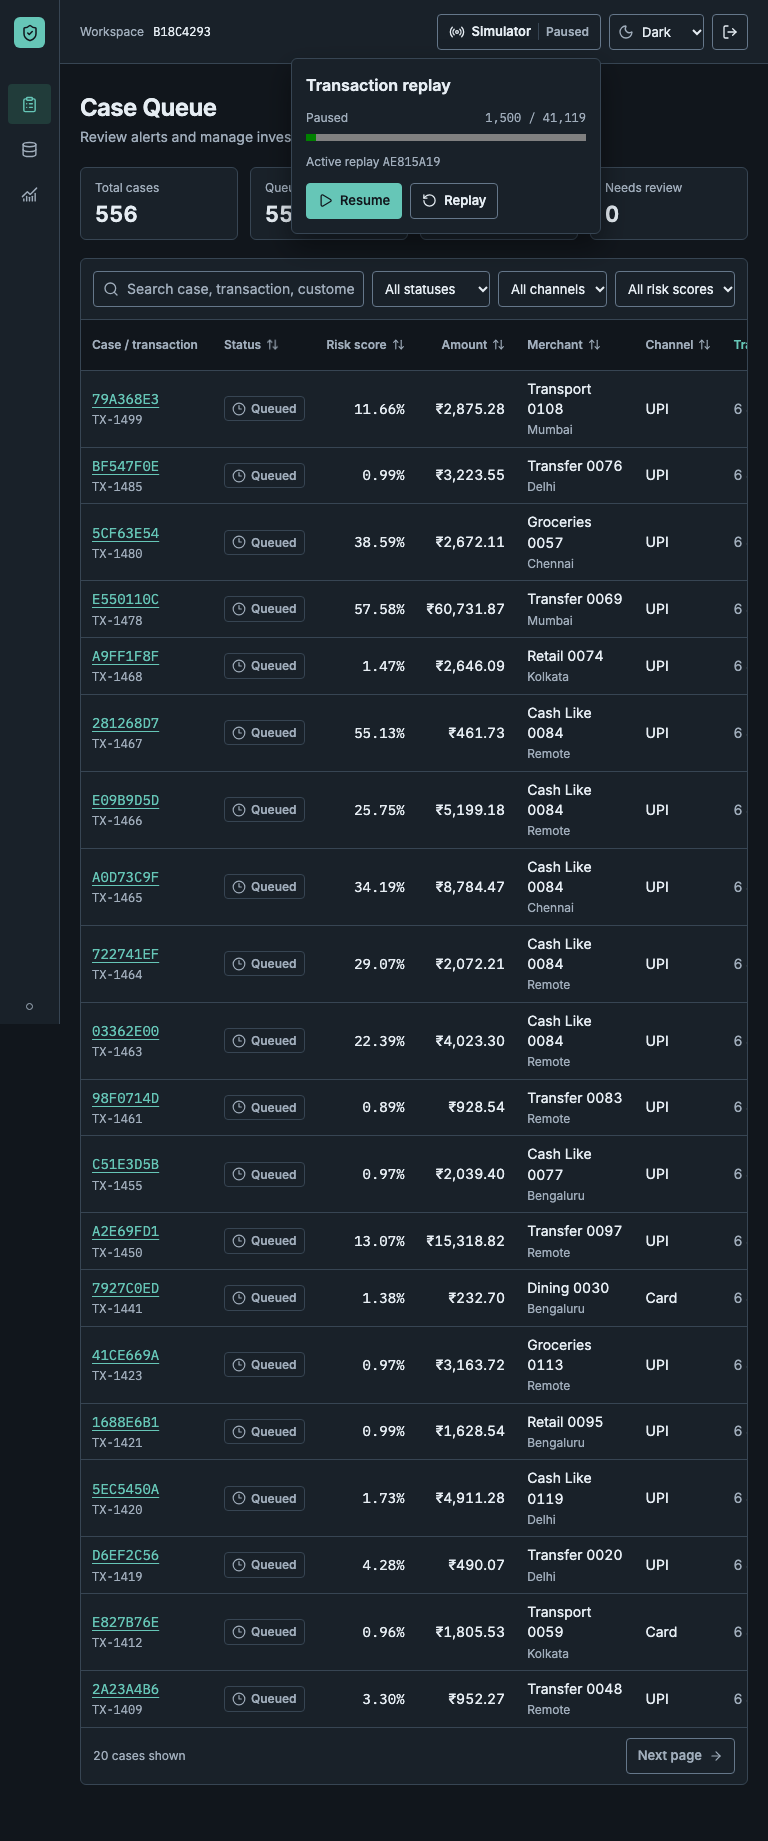 Workspace B18C4293
Simulator Paused
Dark
Transaction replay
Paused 1,500 / 41,119
Active replay AE815A19
Resume Replay
Case Queue
Review alerts and manage inves
Total cases
556
Queu
55
Needs review
0
Search case, transaction, custome
All statuses
All channels
All risk scores
Case / transaction Status Risk score Amount Merchant Channel Tra
79A368E3
TX-1499
Queued
11.66%
₹2,875.28
Transport
0108
Mumbai
UPI
6
BF547F0E
TX-1485
Queued
0.99%
₹3,223.55
Transfer 0076
Delhi
UPI
6
5CF63E54
TX-1480
Queued
38.59%
₹2,672.11
Groceries
0057
Chennai
UPI
6
E550110C
TX-1478
Queued
57.58%
₹60,731.87
Transfer 0069
Mumbai
UPI
6
A9FF1F8F
TX-1468
Queued
1.47%
₹2,646.09
Retail 0074
Kolkata
UPI
6
281268D7
TX-1467
Queued
55.13%
₹461.73
Cash Like
0084
Remote
UPI
6
E09B9D5D
TX-1466
Queued
25.75%
₹5,199.18
Cash Like
0084
Remote
UPI
6
A0D73C9F
TX-1465
Queued
34.19%
₹8,784.47
Cash Like
0084
Chennai
UPI
6
722741EF
TX-1464
Queued
29.07%
₹2,072.21
Cash Like
0084
Remote
UPI
6
03362E00
TX-1463
Queued
22.39%
₹4,023.30
Cash Like
0084
Remote
UPI
6
98F0714D
TX-1461
Queued
0.89%
₹928.54
Transfer 0083
Remote
UPI
6
C51E3D5B
TX-1455
Queued
0.97%
₹2,039.40
Cash Like
0077
Bengaluru
UPI
6
A2E69FD1
TX-1450
Queued
13.07%
₹15,318.82
Transfer 0097
Remote
UPI
6
7927C0ED
TX-1441
Queued
1.38%
₹232.70
Dining 0030
Bengaluru
Card
6
41CE669A
TX-1423
Queued
0.97%
₹3,163.72
Groceries
0113
Remote
UPI
6
1688E6B1
TX-1421
Queued
0.99%
₹1,628.54
Retail 0095
Bengaluru
UPI
6
5EC5450A
TX-1420
Queued
1.73%
₹4,911.28
Cash Like
0119
Delhi
UPI
6
D6EF2C56
TX-1419
Queued
4.28%
₹490.07
Transfer 0020
Delhi
UPI
6
E827B76E
TX-1412
Queued
0.96%
₹1,805.53
Transport
0059
Kolkata
Card
6
2A23A4B6
TX-1409
Queued
3.30%
₹952.27
Transfer 0048
Remote
UPI
6
20 cases shown
Next page